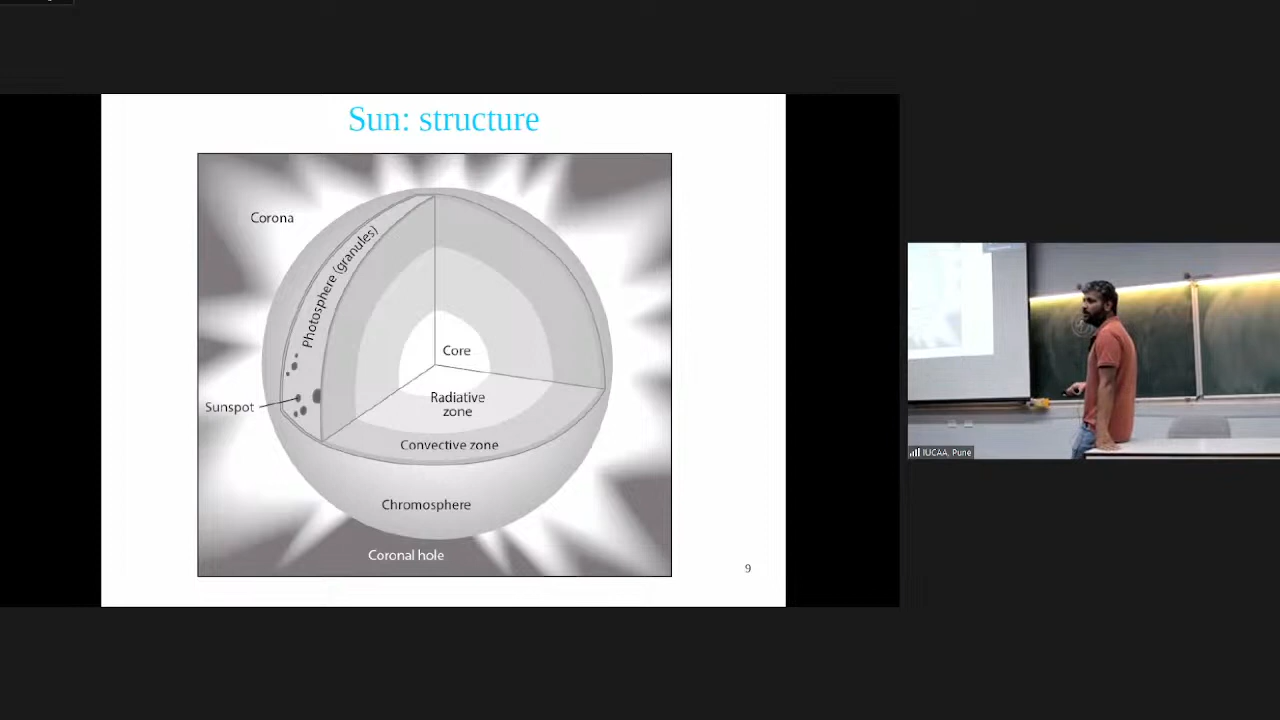 Sun: structure
Corona
Photosphere (granules)
Core
Sunspot
Radiative
zone
Convective zone
Chromosphere
Coronal hole
9
IUCAA, Pune